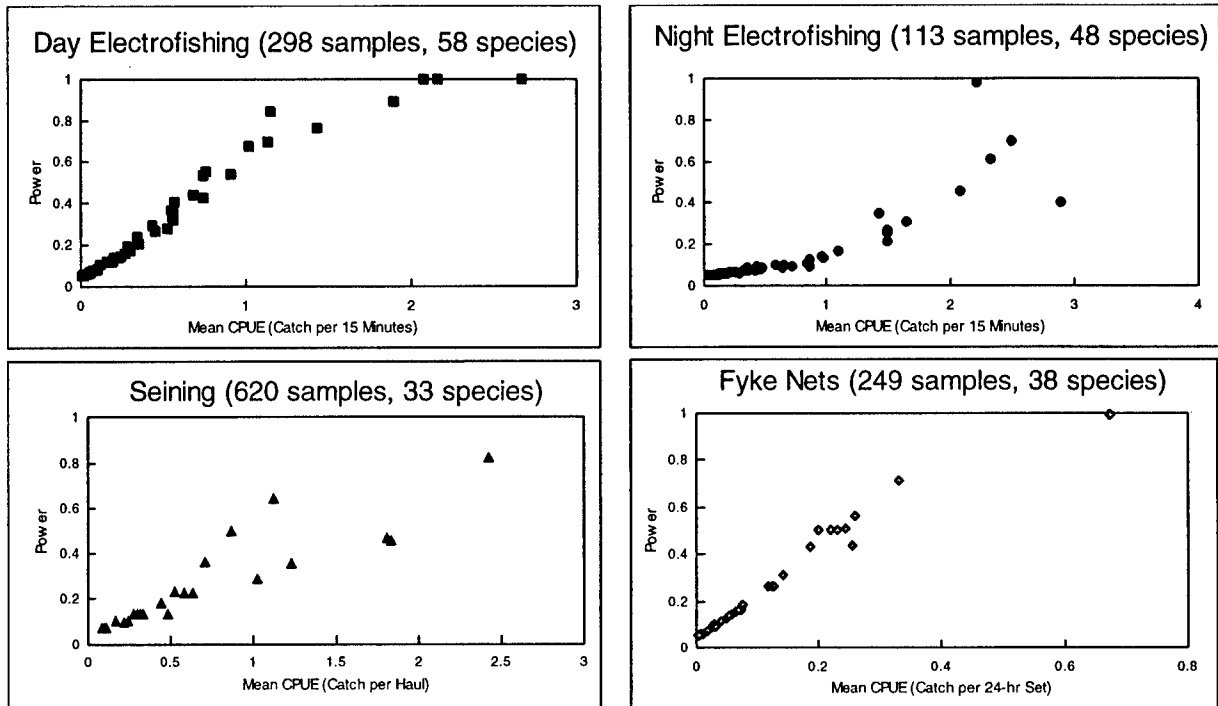 Day Electrofishing (298 samples, 58 species)
1
0.8
0.6
0.4
0.2
0
Power
0 1 2 3
Mean CPUE (Catch per 15 Minutes)
Night Electrofishing (113 samples, 48 species)
1
0.8
0.6
0.4
0.2
0
Power
0 1 2 3 4
Mean CPUE (Catch per 15 Minutes)
Seining (620 samples, 33 species)
1
0.8
0.6
0.4
0.2
0
Power
0 0.5 1 1.5 2 2.5 3
Mean CPUE (Catch per Haul)
Fyke Nets (249 samples, 38 species)
1
0.8
0.6
0.4
0.2
0
Power
0 0.2 0.4 0.6 0.8
Mean CPUE (Catch per 24-hr Set)